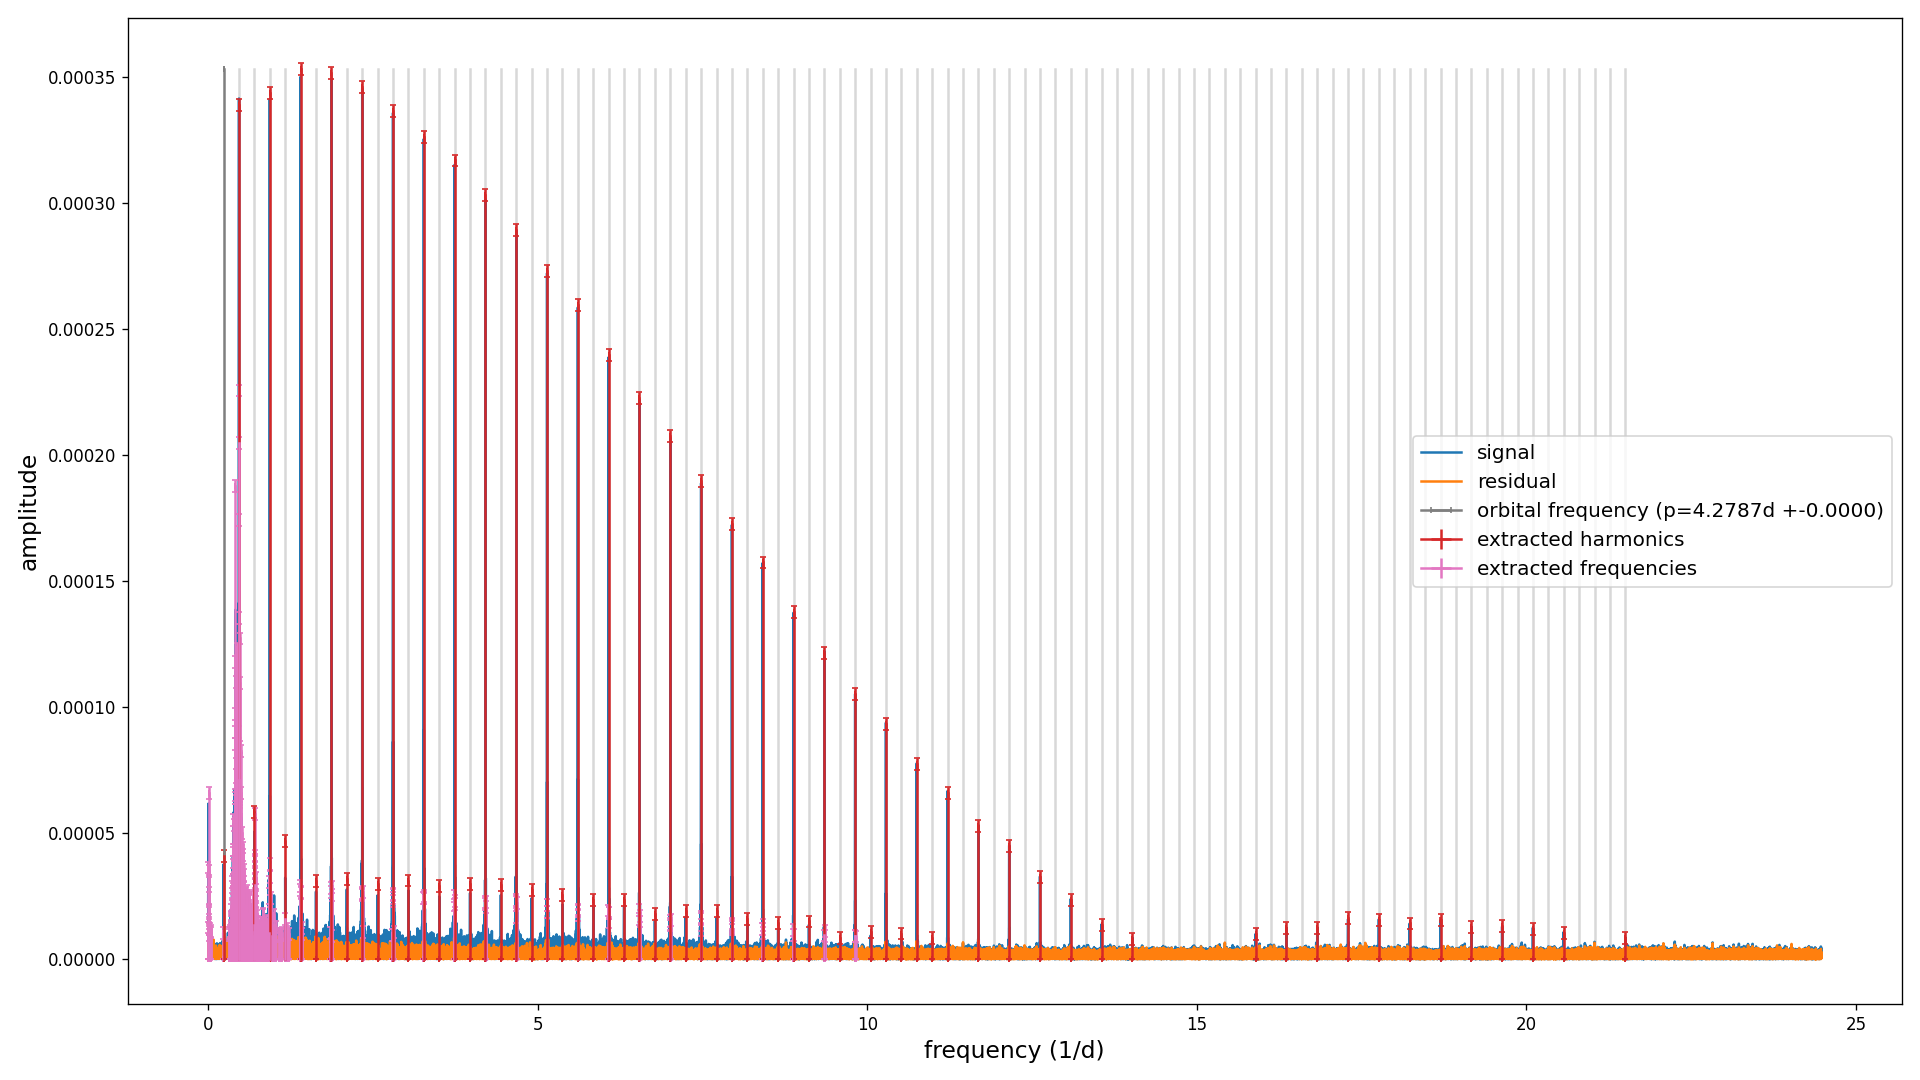 0.00035
0.00030
0.00025
0.00020
0.00015
0.00010
0.00005
0.00000
amplitude
signal
residual
orbital frequency (p=4.2787d +-0.0000)
extracted harmonics
extracted frequencies
0 5 10 15 20 25
frequency (1/d)